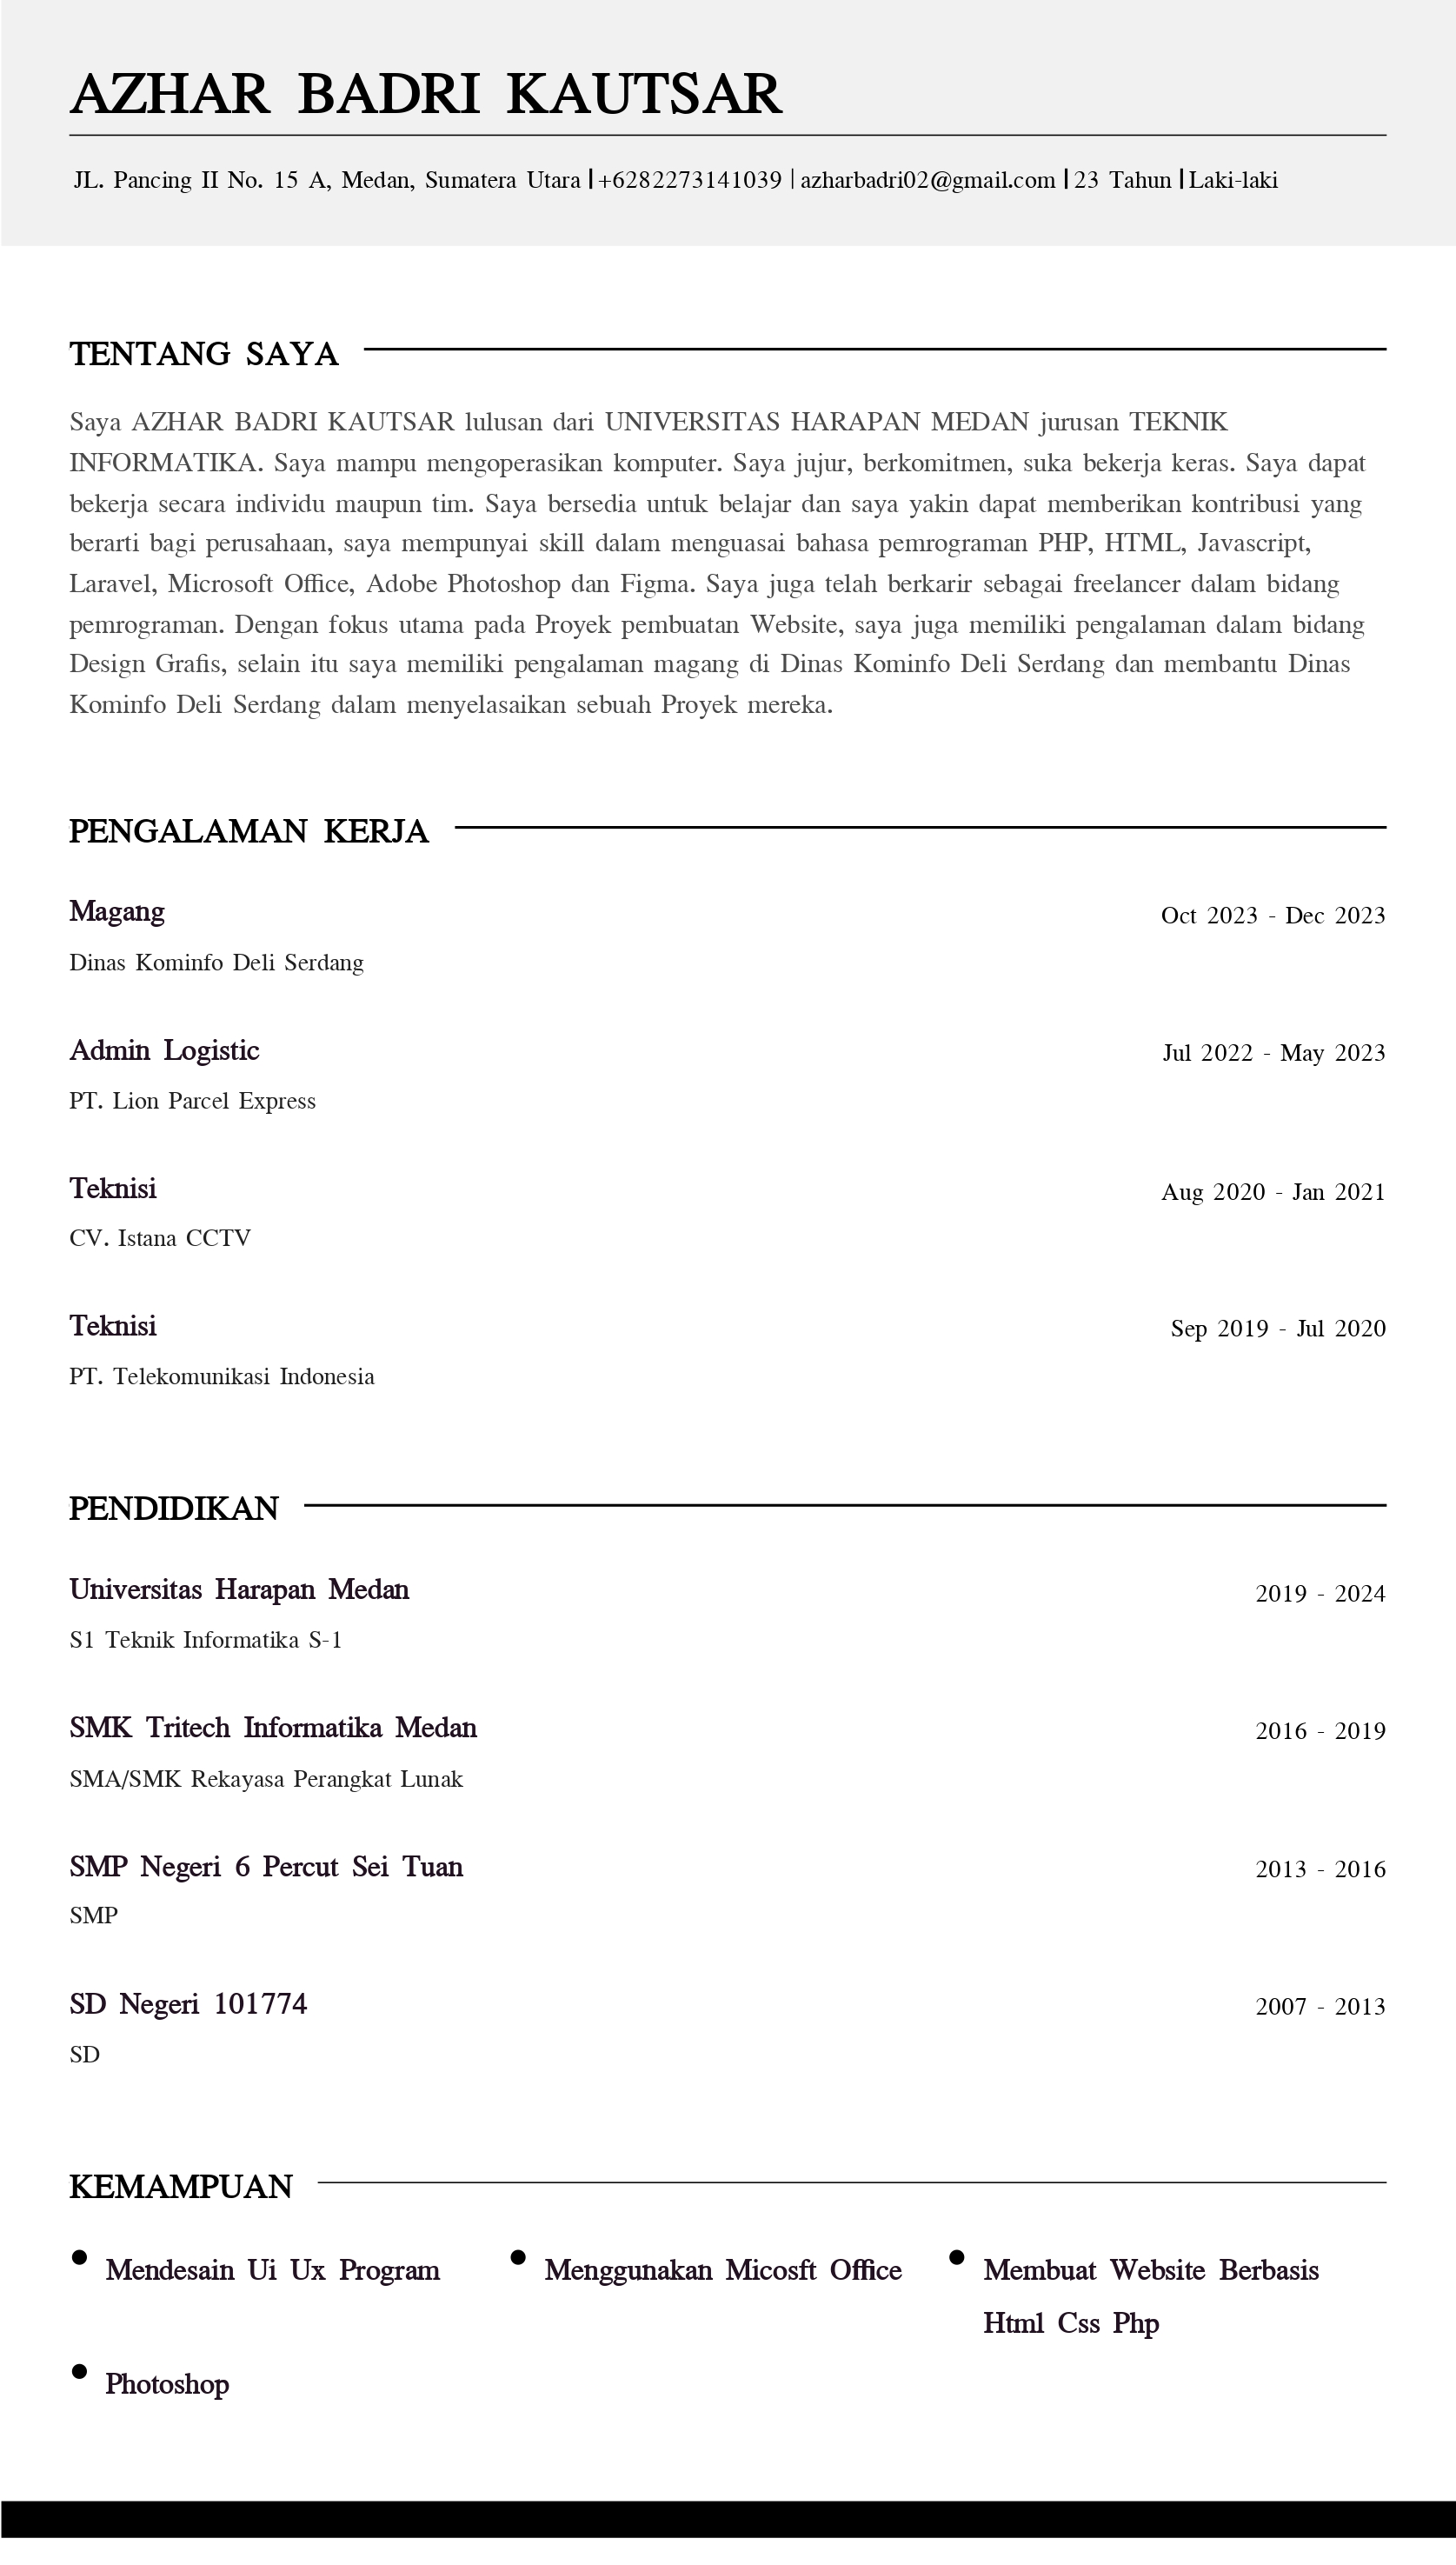 AZHAR BADRI KAUTSAR
JL. Pancing II No. 15 A, Medan, Sumatera Utara | +6282273141039 | azharbadri02@gmail.com | 23 Tahun | Laki-laki
TENTANG SAYA
Saya AZHAR BADRI KAUTSAR lulusan dari UNIVERSITAS HARAPAN MEDAN jurusan TEKNIK
INFORMATIKA. Saya mampu mengoperasikan komputer. Saya jujur, berkomitmen, suka bekerja keras. Saya dapat
bekerja secara individu maupun tim. Saya bersedia untuk belajar dan saya yakin dapat memberikan kontribusi yang
berarti bagi perusahaan, saya mempunyai skill dalam menguasai bahasa pemrograman PHP, HTML, Javascript,
Laravel, Microsoft Office, Adobe Photoshop dan Figma. Saya juga telah berkarir sebagai freelancer dalam bidang
pemrograman. Dengan fokus utama pada Proyek pembuatan Website, saya juga memiliki pengalaman dalam bidang
Design Grafis, selain itu saya memiliki pengalaman magang di Dinas Kominfo Deli Serdang dan membantu Dinas
Kominfo Deli Serdang dalam menyelasaikan sebuah Proyek mereka.
PENGALAMAN KERJA
Magang Oct 2023 - Dec 2023
Dinas Kominfo Deli Serdang
Admin Logistic Jul 2022 - May 2023
PT. Lion Parcel Express
Teknisi Aug 2020 - Jan 2021
CV. Istana CCTV
Teknisi Sep 2019 - Jul 2020
PT. Telekomunikasi Indonesia
PENDIDIKAN
Universitas Harapan Medan 2019 - 2024
S1 Teknik Informatika S-1
SMK Tritech Informatika Medan 2016 - 2019
SMA/SMK Rekayasa Perangkat Lunak
SMP Negeri 6 Percut Sei Tuan 2013 - 2016
SMP
SD Negeri 101774 2007 - 2013
SD
KEMAMPUAN
● Mendesain Ui Ux Program ● Menggunakan Micosft Office ● Membuat Website Berbasis
Html Css Php
● Photoshop